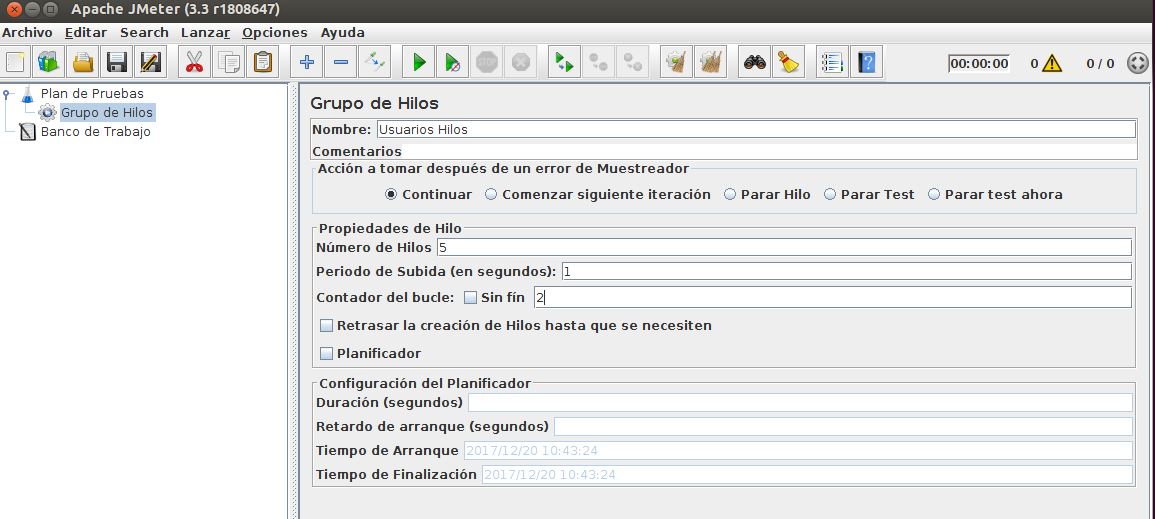 Apache JMeter (3.3 r1808647)
Archivo Editar Search Lanzar Opciones Ayuda
STOP 00:00:00 0 0 / 0
Plan de Pruebas
Grupo de Hilos
Banco de Trabajo
Grupo de Hilos
Nombre: Usuarios Hilos
Comentarios
Acción a tomar después de un error de Muestreador
Continuar Comenzar siguiente iteración Parar Hilo Parar Test Parar test ahora
Propiedades de Hilo
Número de Hilos 5
Periodo de Subida (en segundos): 1
Contador del bucle: Sin fín 2
Retrasar la creación de Hilos hasta que se necesiten
Planificador
Configuración del Planificador
Duración (segundos)
Retardo de arranque (segundos)
Tiempo de Arranque 2017/12/20 10:43:24
Tiempo de Finalización 2017/12/20 10:43:24